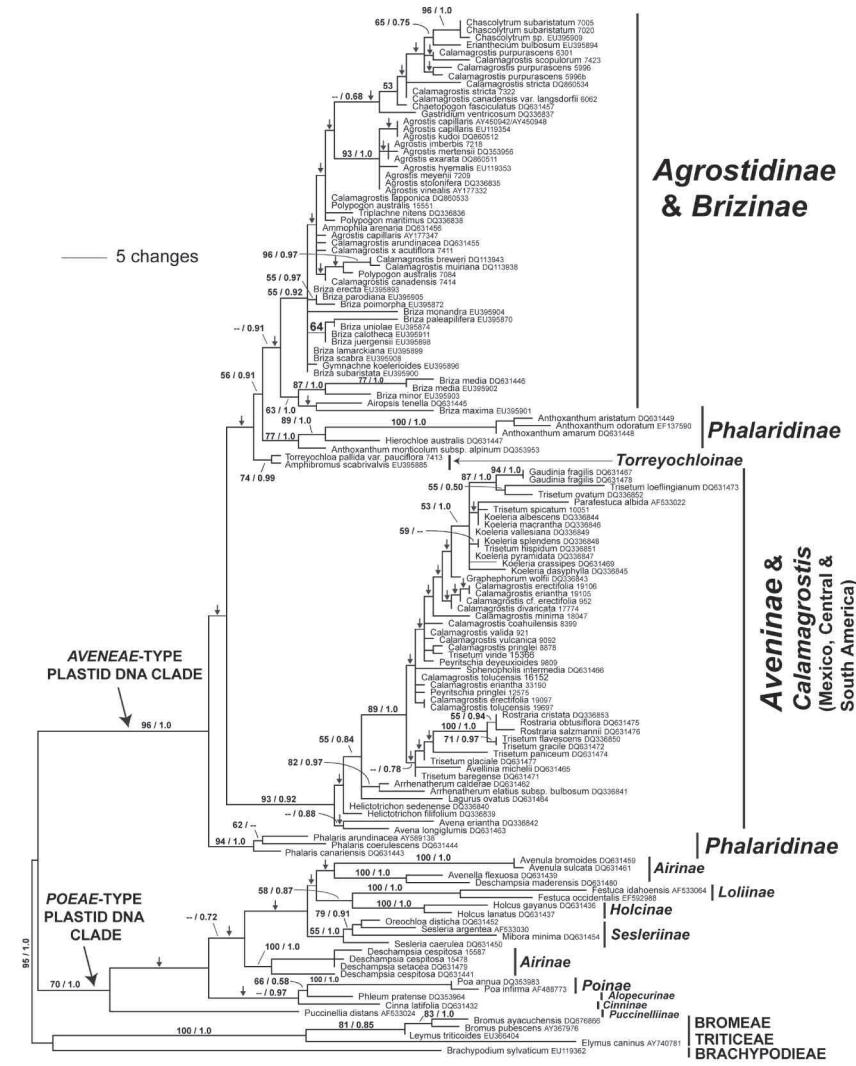 96 / 1.0
65 / 0.75
Chascolytrum subaristatum 7005
Chascolytrum subaristatum 7020
Chascolytrum sp. EU395909
Erianthecium bulbosum EU395894
Calamagrostis purpurascens 6301
Calamagrostis scopulorum 7423
Calamagrostis purpurascens 5996
Calamagrostis purpurascens 5996b
53
Calamagrostis stricta DQ860534
Calamagrostis stricta 7322
-- / 0.68
Calamagrostis canadensis var. langsdorfii 6062
Chaetopogon fasciculatus DQ631457
Gastridium ventricosum DQ336837
Agrostis capillaris AY450942/AY450948
Agrostis capillaris EU119354
Agrostis kudoi DQ860512
Agrostis imberbis 7218
93 / 1.0
Agrostis mertensii DQ353956
Agrostis exarata DQ860511
Agrostis hyemalis EU119353
Agrostis meyenii 7209
Agrostis stolonifera DQ336835
Agrostis vinealis AY177332
Calamagrostis lapponica DQ860533
Polypogon australis 15551
Triplachne nitens DQ336836
Polypogon maritimus DQ336838
Ammophila arenaria DQ631456
Agrostis capillaris AY177347
Calamagrostis arundinacea DQ631455
Calamagrostis x acutiflora 7411
96 / 0.97
Calamagrostis breweri DQ113943
Calamagrostis muiriana DQ113938
Polypogon australis 7084
Calamagrostis canadensis 7414
55 / 0.97
Briza erecta EU395893
55 / 0.92
Briza parodiana EU395905
Briza poimorpha EU395872
Briza monandra EU395904
Briza paleapilifera EU395870
64
Briza uniolae EU395874
Briza calotheca EU395911
Briza juergensii EU395898
-- / 0.91
Briza lamarckiana EU395899
Briza scabra EU395908
Gymnachne koelerioides EU395896
Briza subaristata EU395900
56 / 0.91
77 / 1.0
Briza media DQ631446
87 / 1.0
Briza media EU395902
Briza minor EU395903
Airopsis tenella DQ631445
63 / 1.0
Briza maxima EU395901
Agrostidinae
& Brizinae
5 changes
89 / 1.0
100 / 1.0
Anthoxanthum aristatum DQ631449
Anthoxanthum odoratum EF137590
Anthoxanthum amarum DQ631448
77 / 1.0
Hierochloe australis DQ631447
Anthoxanthum monticolum subsp. alpinum DQ353953
Phalaridinae
Torreyochloa pallida var. pauciflora 7413
Amphibromus scabrivalvis EU395885
74 / 0.99
Torreyochloinae
94 / 1.0
87 / 1.0
Gaudinia fragilis DQ631467
Gaudinia fragilis DQ631478
55 / 0.50
Trisetum loeflingianum DQ631473
Trisetum ovatum DQ336852
Parafestuca albida AF533022
53 / 1.0
Trisetum spicatum 10051
Koeleria albescens DQ336844
Koeleria macrantha DQ336846
Koeleria vallesiana DQ336849
59 / --
Koeleria splendens DQ336848
Trisetum hispidum DQ336851
Koeleria pyramidata DQ336847
Koeleria crassipes DQ631469
Koeleria dasyphylla DQ336845
Graphephorum wolfii DQ336843
Calamagrostis erectifolia 19106
Calamagrostis eriantha 19105
Calamagrostis cf. erectifolia 952
Calamagrostis divaricata 17774
Calamagrostis minima 18047
Calamagrostis coahuilensis 8399
Calamagrostis valida 921
Calamagrostis vulcanica 9092
Calamagrostis pringlei 8878
Trisetum viride 15366
Peyritschia deyeuxioides 9809
Sphenopholis intermedia DQ631466
Calamagrostis tolucensis 16152
Calamagrostis eriantha 33190
Peyritschia pringlei 12575
Calamagrostis erectifolia 19097
Calamagrostis tolucensis 19697
89 / 1.0
55 / 0.94
Rostraria cristata DQ336853
Rostraria obtusiflora DQ631475
100 / 1.0
Rostraria salzmannii DQ631476
71 / 0.97
Trisetum flavescens DQ336850
Trisetum gracile DQ631472
Trisetum paniceum DQ631474
Trisetum glaciale DQ631477
-- / 0.78
Avellinia michelii DQ631465
Trisetum baregense DQ631471
55 / 0.84
82 / 0.97
Arrhenatherum calderae DQ631462
Arrhenatherum elatius subsp. bulbosum DQ336841
Lagurus ovatus DQ631464
93 / 0.92
Helictotrichon sedenense DQ336840
Helictotrichon filifolium DQ336839
-- / 0.88
Avena eriantha DQ336842
Avena longiglumis DQ631463
Aveninae &
Calamagrostis
(Mexico, Central &
South America)
AVENEAE-TYPE
PLASTID DNA CLADE
96 / 1.0
62 / --
Phalaris arundinacea AY589138
Phalaris coerulescens DQ631444
94 / 1.0
Phalaris canariensis DQ631443
Phalaridinae
100 / 1.0
Avenula bromoides DQ631459
Avenula sulcata DQ631461
100 / 1.0
Avenella flexuosa DQ631439
Deschampsia maderensis DQ631480
Airinae
58 / 0.87
100 / 1.0
Festuca idahoensis AF533064
Festuca occidentalis EF592988
Loliinae
100 / 1.0
Holcus gayanus DQ631436
Holcus lanatus DQ631437
Holcinae
79 / 0.91
Oreochloa disticha DQ631452
Sesleria argentea AF533030
55 / 1.0
Mibora minima DQ631454
Sesleria caerulea DQ631450
Sesleriinae
POEAE-TYPE
PLASTID DNA
CLADE
-- / 0.72
100 / 1.0
Deschampsia cespitosa 15587
Deschampsia cespitosa 15478
Deschampsia setacea DQ631479
Deschampsia cespitosa DQ631441
Airinae
95 / 1.0
70 / 1.0
66 / 0.58
100 / 1.0
Poa annua DQ353983
Poa infirma AF488773
Poinae
-- / 0.97
Phleum pratense DQ353964
Alopecurinae
Cinna latifolia DQ631432
Cinninae
Puccinellia distans AF533024
Puccinelliinae
83 / 1.0
Bromus ayacuchensis DQ676866
81 / 0.85
Bromus pubescens AY367976
BROMEAE
100 / 1.0
Leymus triticoides EU366404
Elymus caninus AY740781
TRITICEAE
Brachypodium sylvaticum EU119362
BRACHYPODIEAE